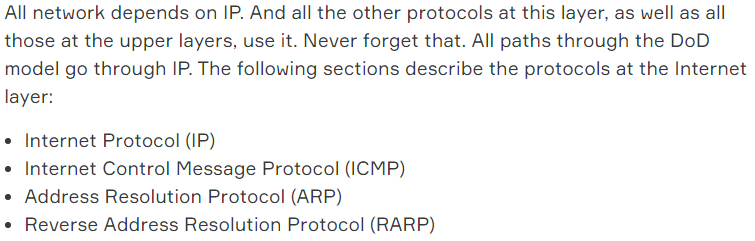 All network depends on IP. And all the other protocols at this layer, as well as all
those at the upper layers, use it. Never forget that. All paths through the DoD
model go through IP. The following sections describe the protocols at the Internet
layer:
• Internet Protocol (IP)
• Internet Control Message Protocol (ICMP)
• Address Resolution Protocol (ARP)
• Reverse Address Resolution Protocol (RARP)